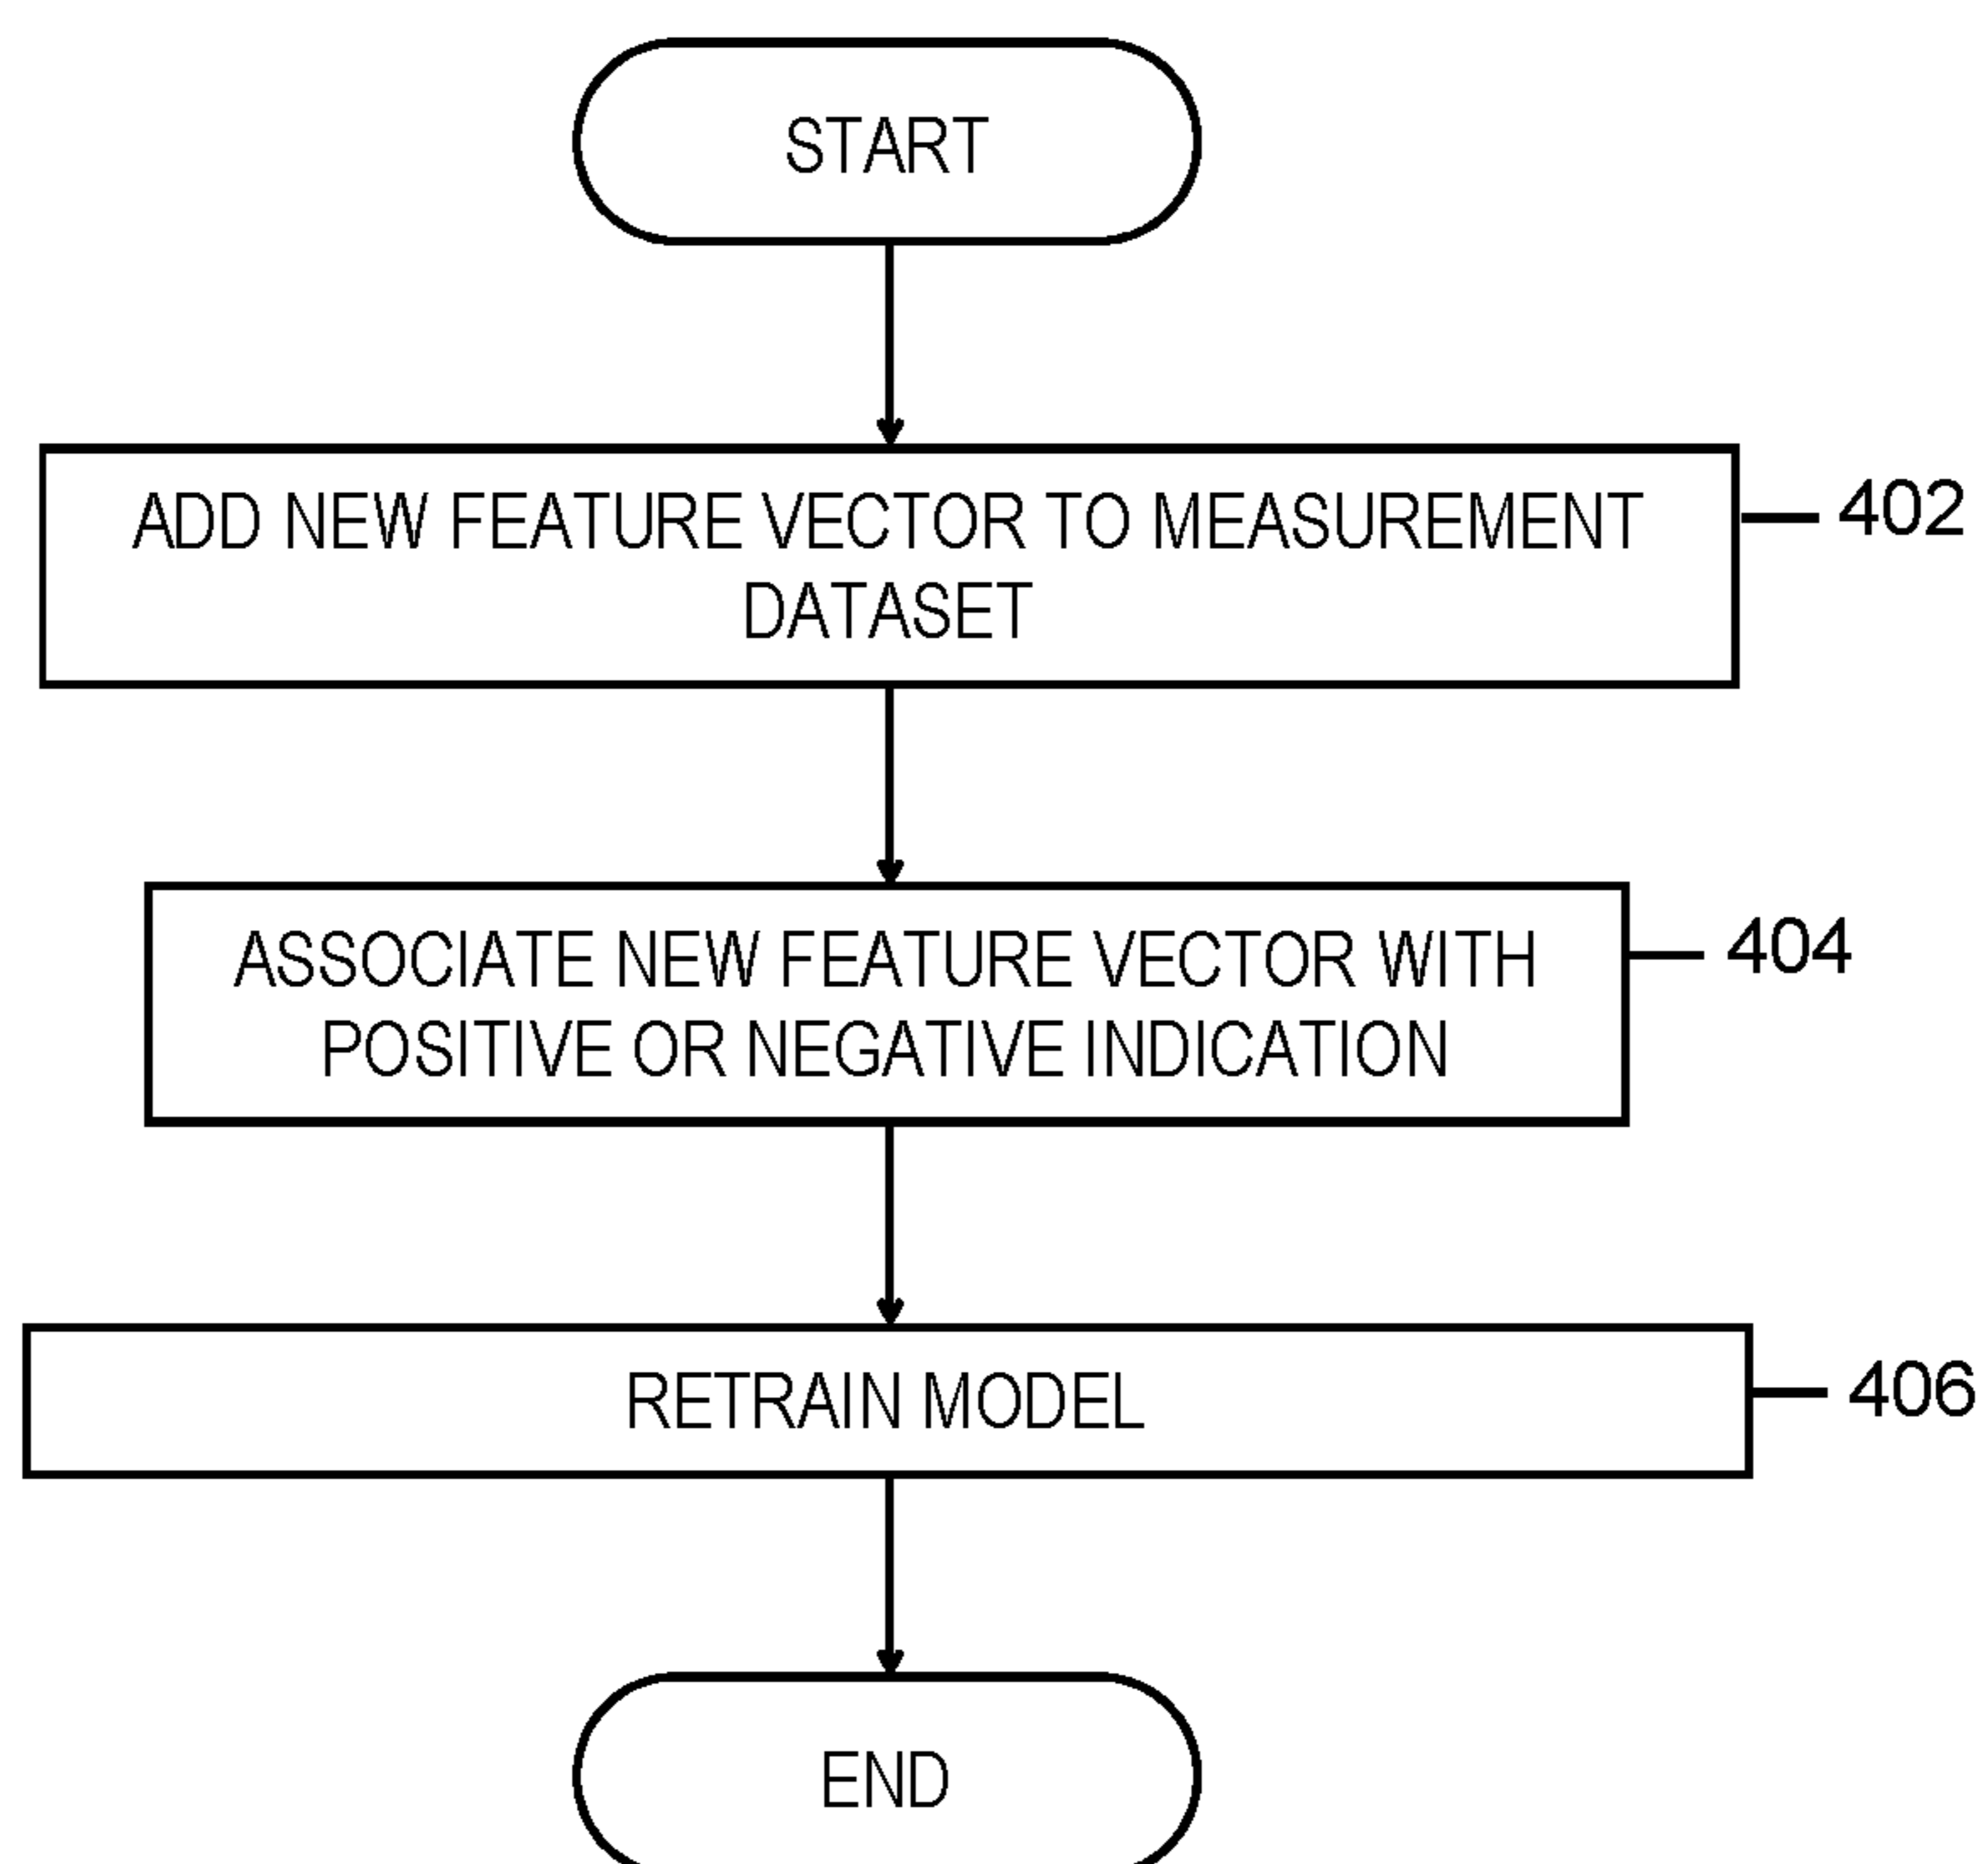 START
ADD NEW FEATURE VECTOR TO MEASUREMENT
DATASET
402
ASSOCIATE NEW FEATURE VECTOR WITH
POSITIVE OR NEGATIVE INDICATION
404
RETRAIN MODEL
406
END